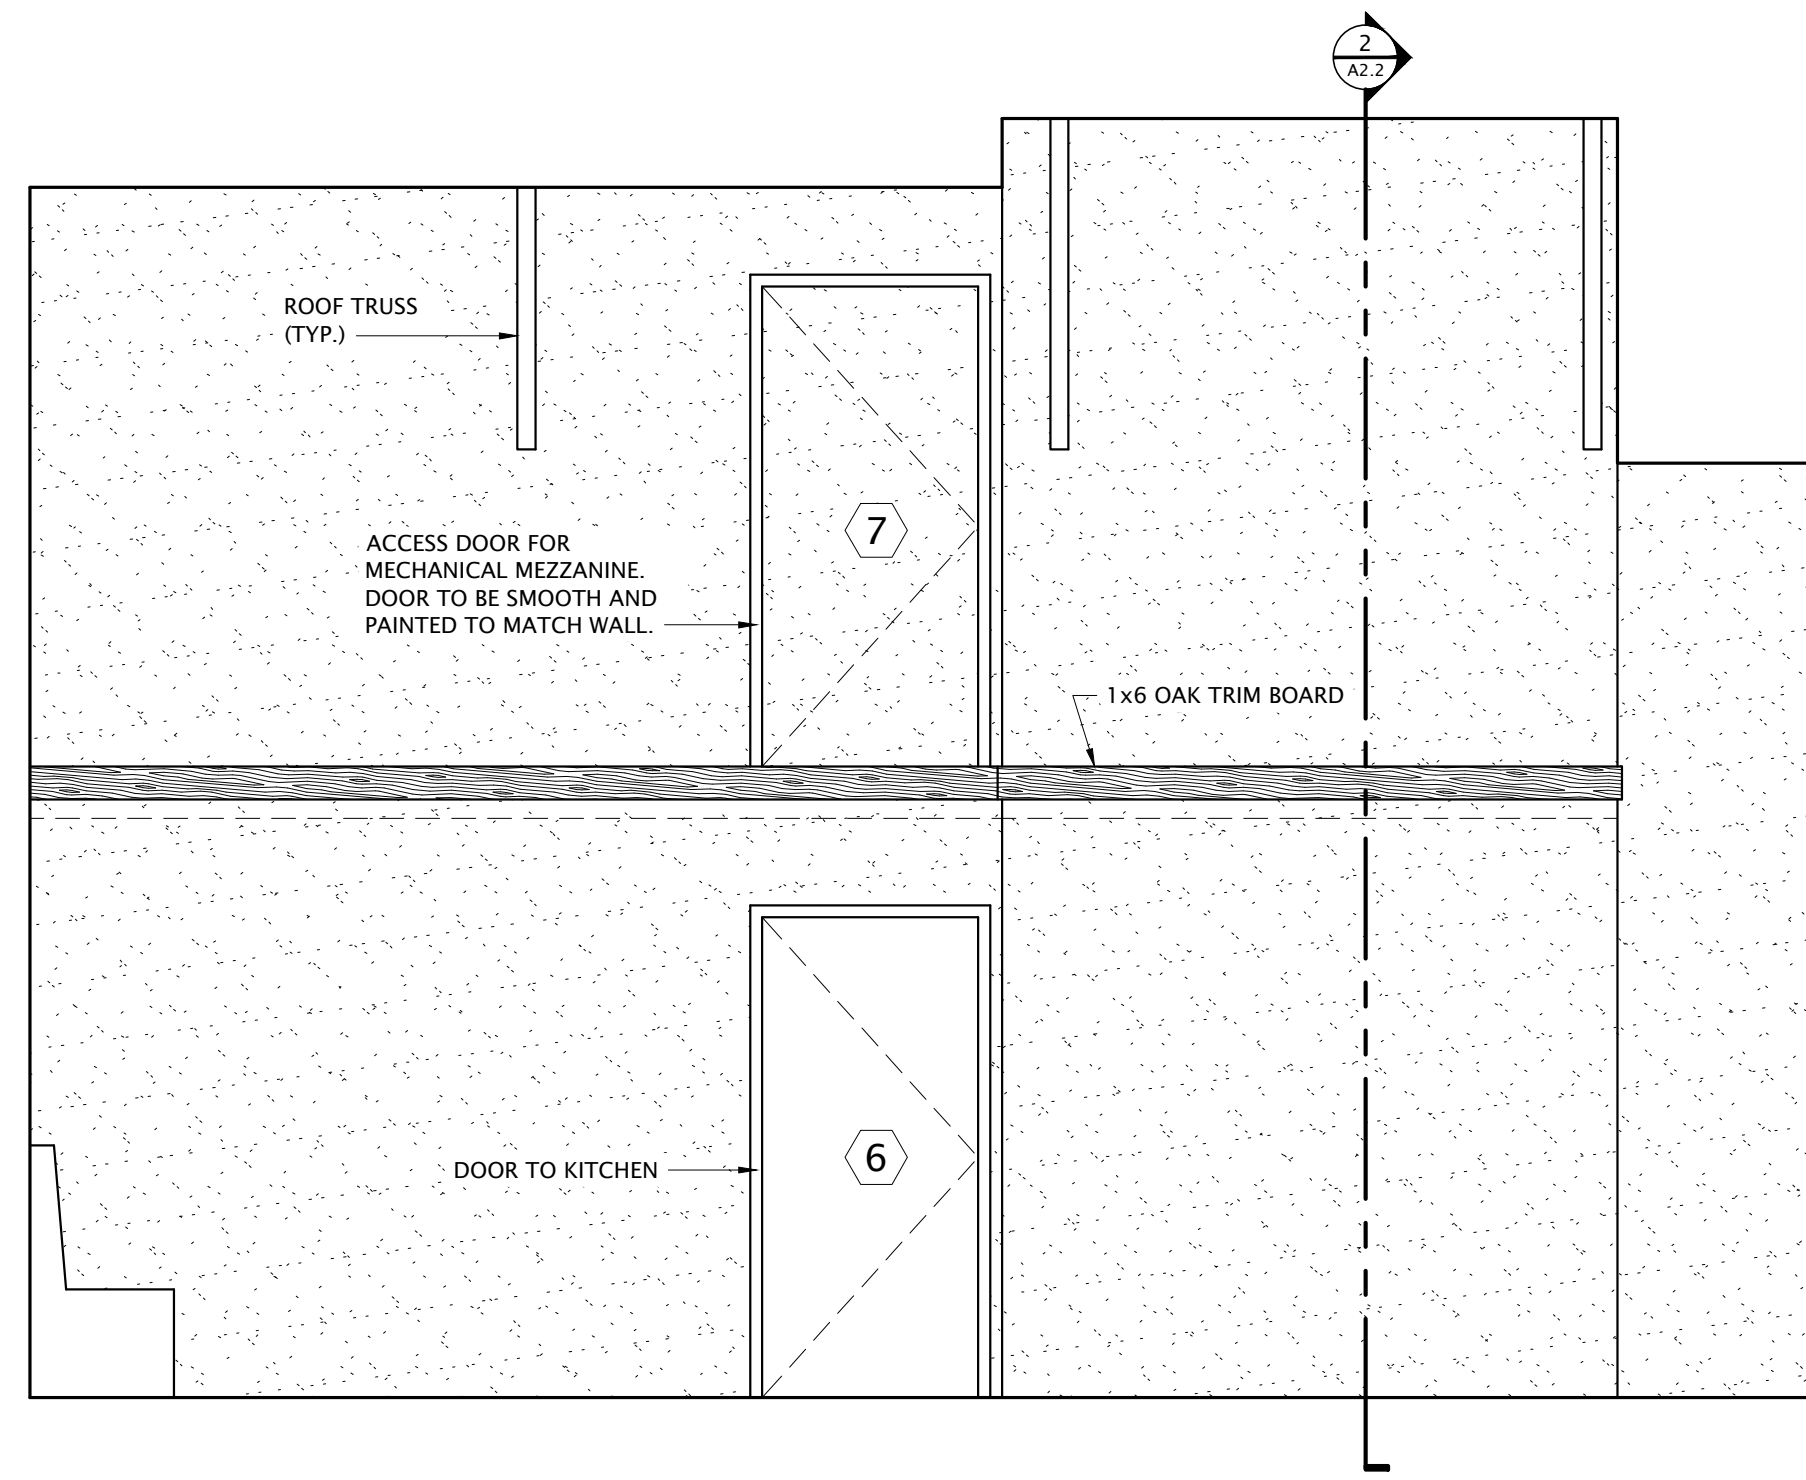 2
A2.2
ROOF TRUSS
(TYP.)
7
ACCESS DOOR FOR
MECHANICAL MEZZANINE.
DOOR TO BE SMOOTH AND
PAINTED TO MATCH WALL.
1x6 OAK TRIM BOARD
6
DOOR TO KITCHEN